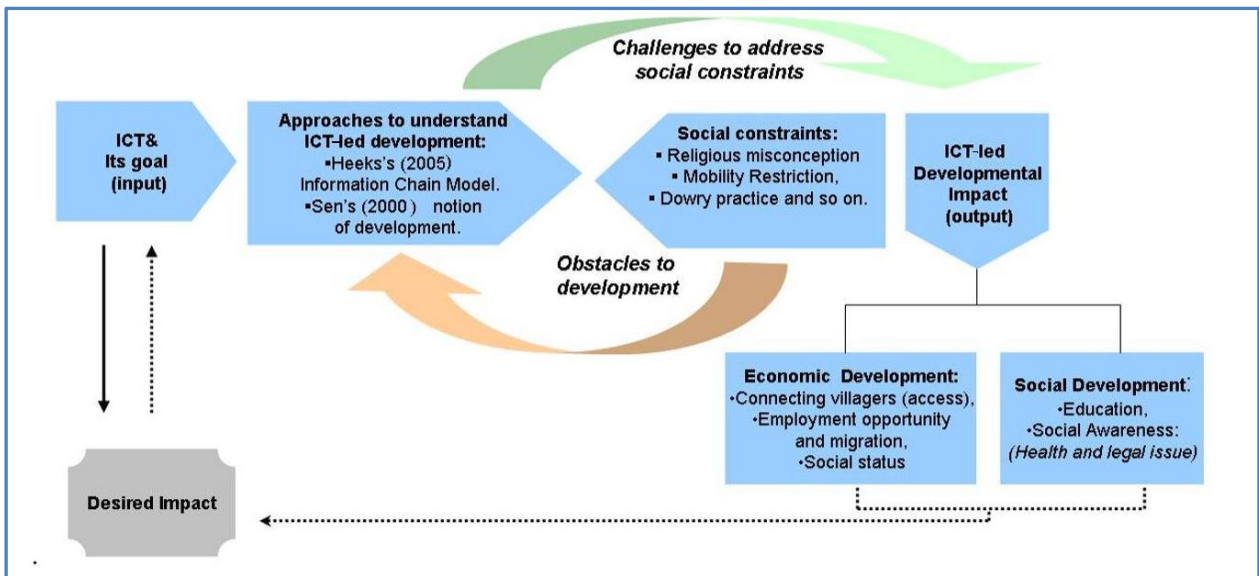 Challenges to address
social constraints
ICT&
Its goal
(input)
Approaches to understand
ICT-led development:
▪Heeks's (2005)
Information Chain Model.
▪Sen's (2000) notion
of development.
Social constraints:
▪ Religious misconception
▪ Mobility Restriction,
▪ Dowry practice and so on.
ICT-led
Developmental
Impact
(output)
Obstacles to
development
Economic Development:
•Connecting villagers (access),
•Employment opportunity
and migration,
•Social status
Social Development:
•Education,
•Social Awareness:
(Health and legal issue)
Desired Impact
.